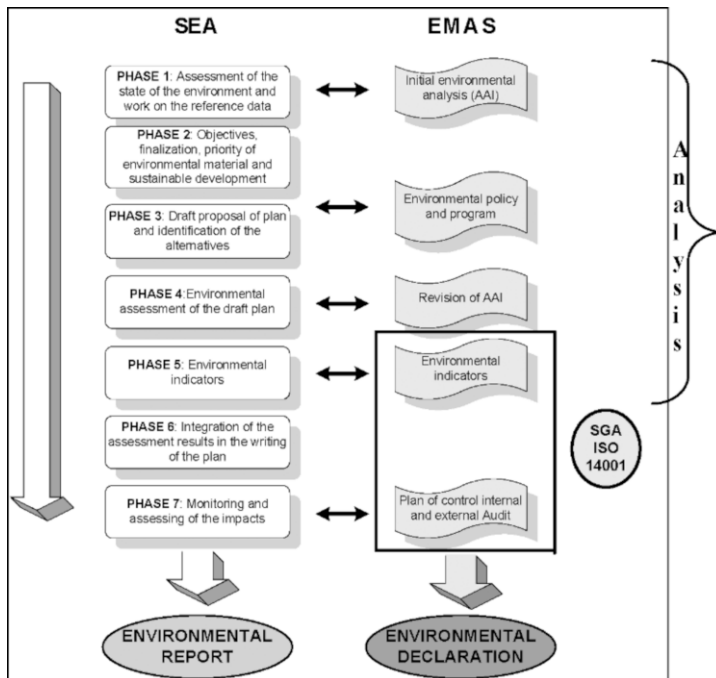 SEA
EMAS
PHASE 1: Assessment of the
state of the environment and
work on the reference data
Initial environmental
analysis (AAI)
PHASE 2: Objectives,
finalization, priority of
environmental material and
sustainable development
PHASE 3: Draft proposal of plan
and identification of the
alternatives
Environmental policy
and program
PHASE 4:Environmental
assessment of the draft plan
Revision of AAI
PHASE 5: Environmental
indicators
Environmental
indicators
PHASE 6: Integration of the
assessment results in the writing
of the plan
PHASE 7: Monitoring and
assessing of the impacts
Plan of control internal
and external Audit
Analysis
SGA
ISO
14001
ENVIRONMENTAL
REPORT
ENVIRONMENTAL
DECLARATION